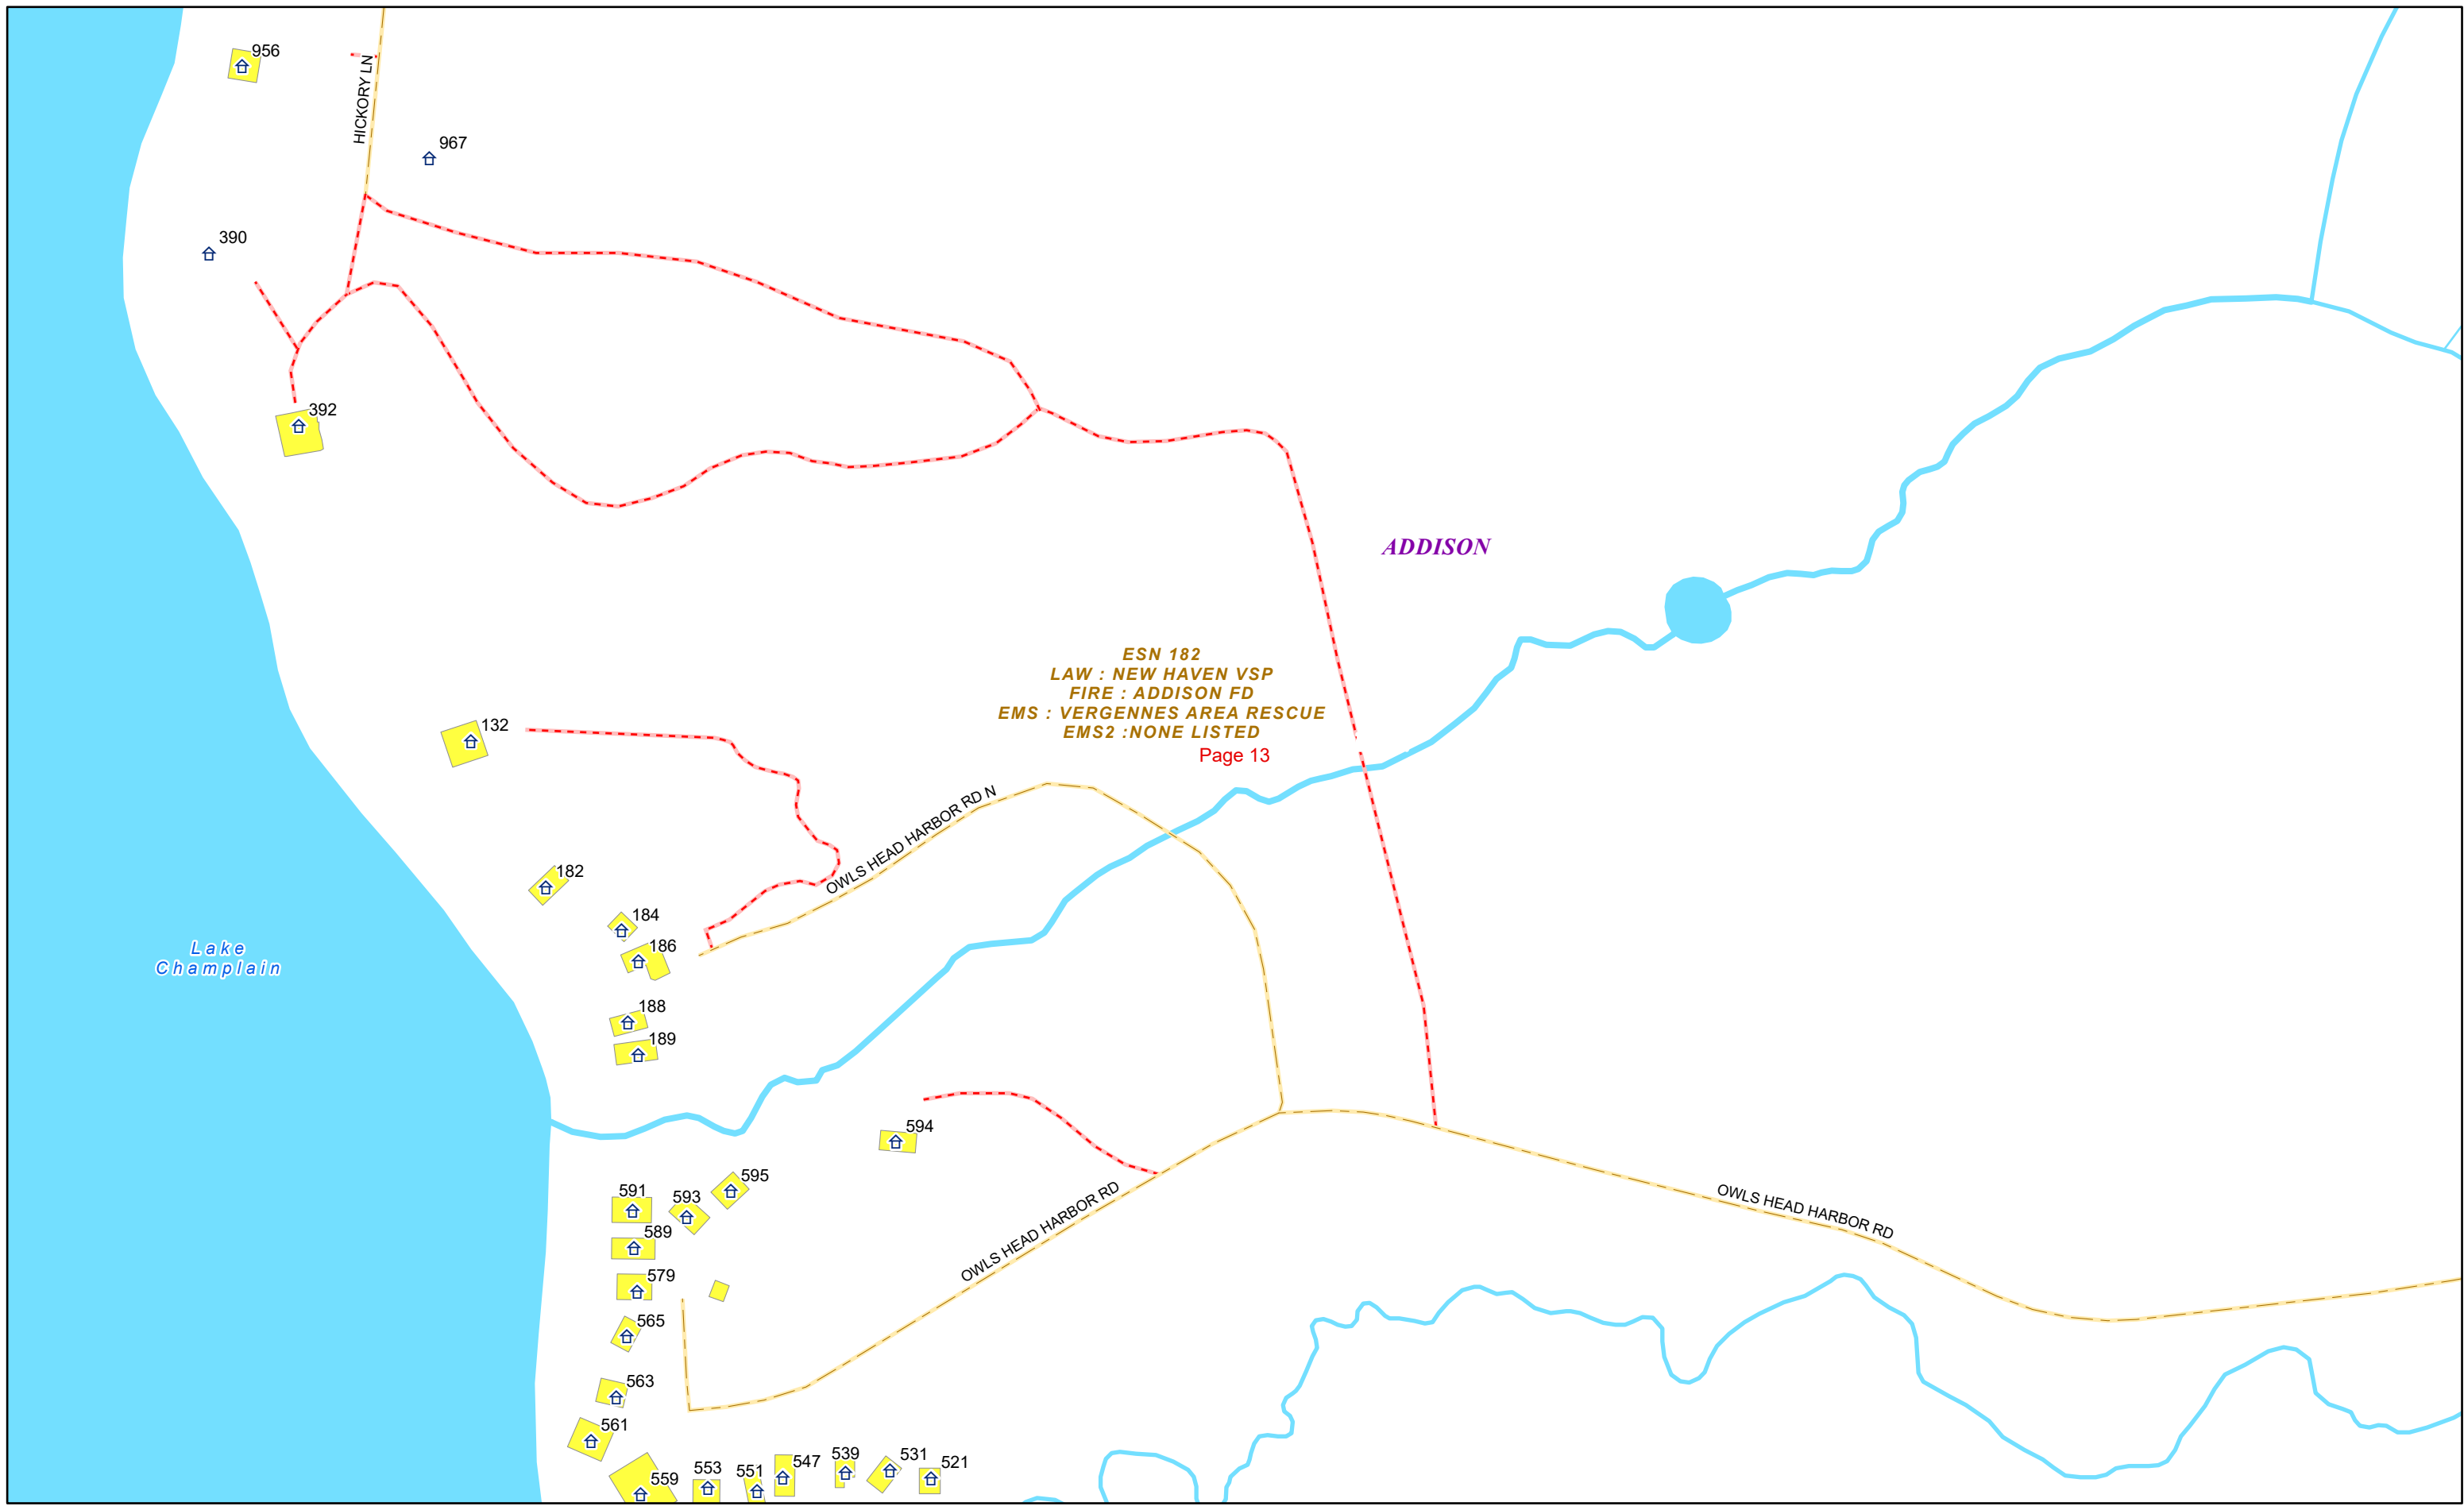 956
HICKORY LN
967
390
392
ADDISON
ESN 182
LAW : NEW HAVEN VSP
FIRE : ADDISON FD
EMS : VERGENNES AREA RESCUE
EMS2 :NONE LISTED
Page 13
132
OWLS HEAD HARBOR RD N
182
184
186
Lake
Champlain
188
189
594
595
591
593
OWLS HEAD HARBOR RD
OWLS HEAD HARBOR RD
589
579
565
563
561
559
553
551
547
539
531
521